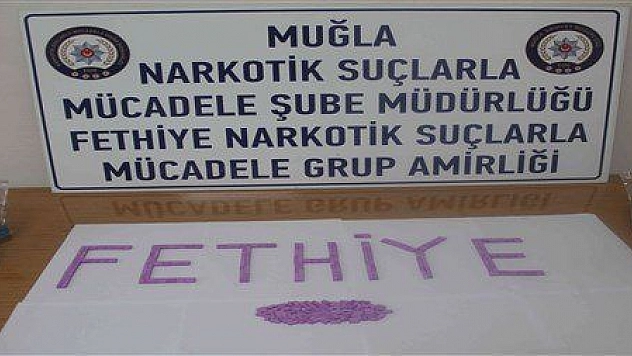 MUĞLA
NARKOTİK SUÇLARLA
MÜCADELE ŞUBE MÜDÜRLÜĞÜ
FETHİYE NARKOTİK SUÇLARLA
MÜCADELE GRUP AMİRLİĞİ
FETHİYE